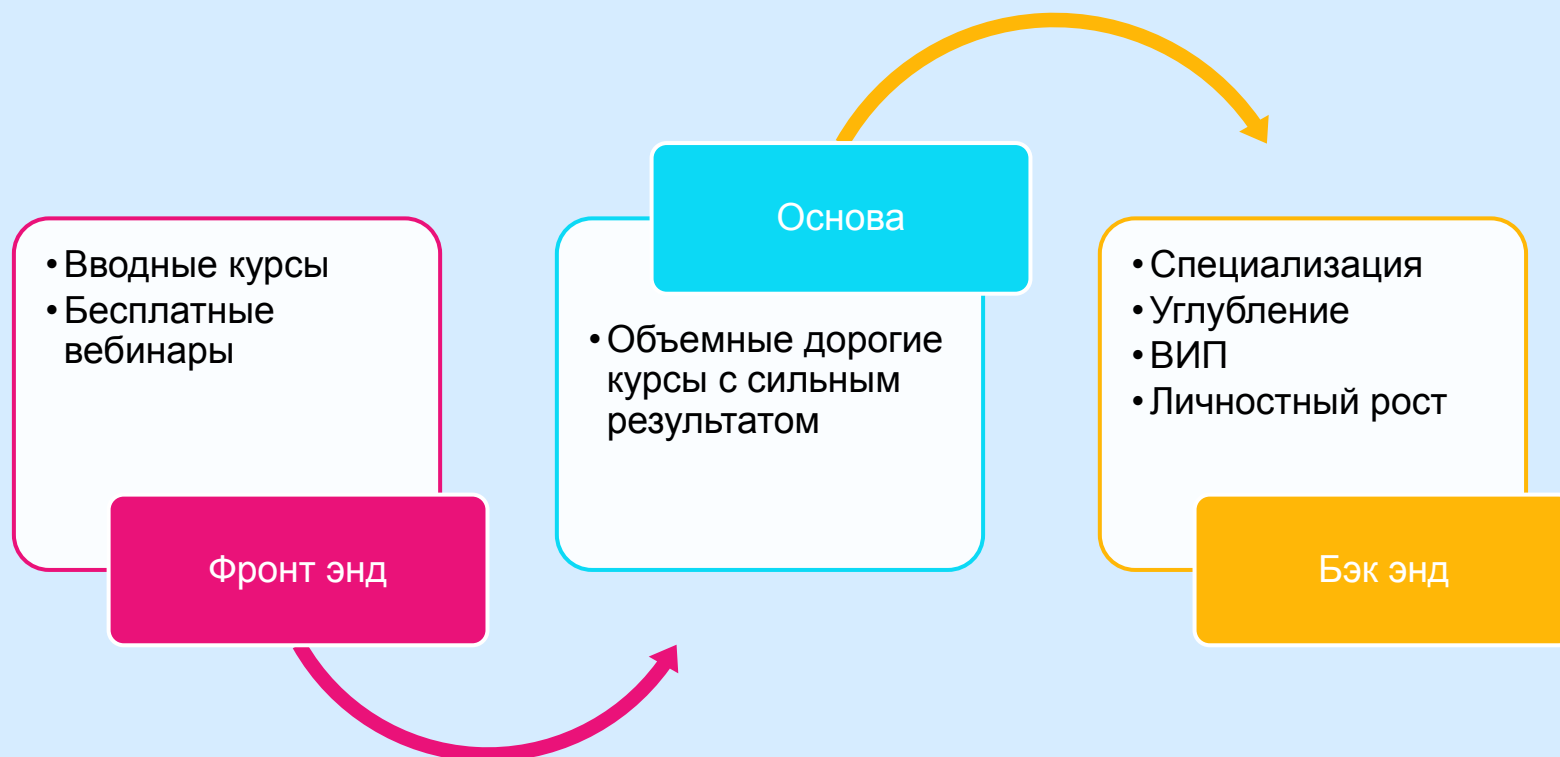 • Вводные курсы
• Бесплатные
вебинары
Фронт энд
Основа
• Объемные дорогие
курсы с сильным
результатом
• Специализация
• Углубление
• ВИП
• Личностный рост
Бэк энд